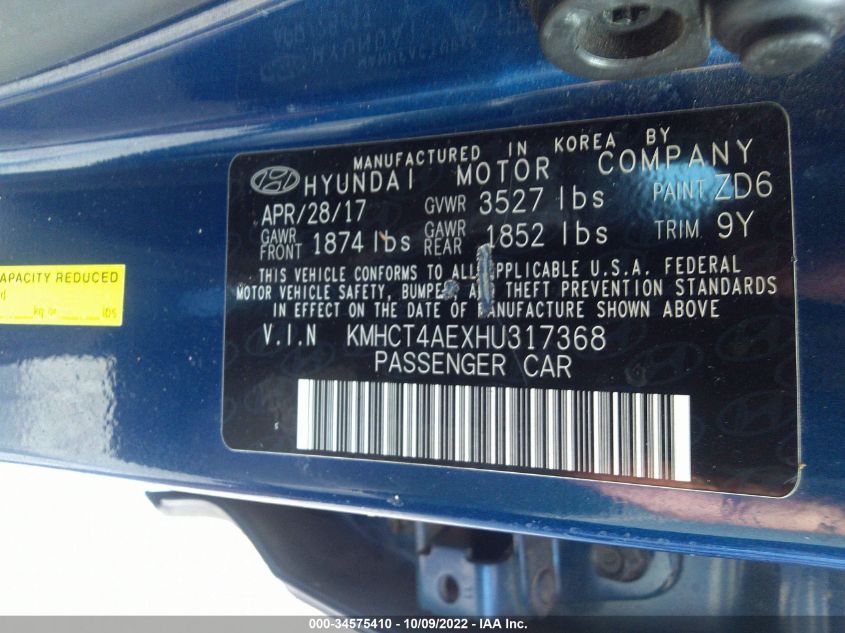 MANUFACTURED IN KOREA BY
HYUNDAI MOTOR COMPANY
APR/28/17 GVWR 3527 lbs PAINT ZD6
GAWR FRONT 1874 lbs GAWR REAR 1852 lbs TRIM 9Y
THIS VEHICLE CONFORMS TO ALL APPLICABLE U.S.A. FEDERAL
MOTOR VEHICLE SAFETY, BUMPER, AND THEFT PREVENTION STANDARDS
IN EFFECT ON THE DATE OF MANUFACTURE SHOWN ABOVE
V.I.N KMHCT4AEXHU317368
PASSENGER CAR
CAPACITY REDUCED
kg or lbs
000-34575410 - 10/09/2022 - IAAI Inc.